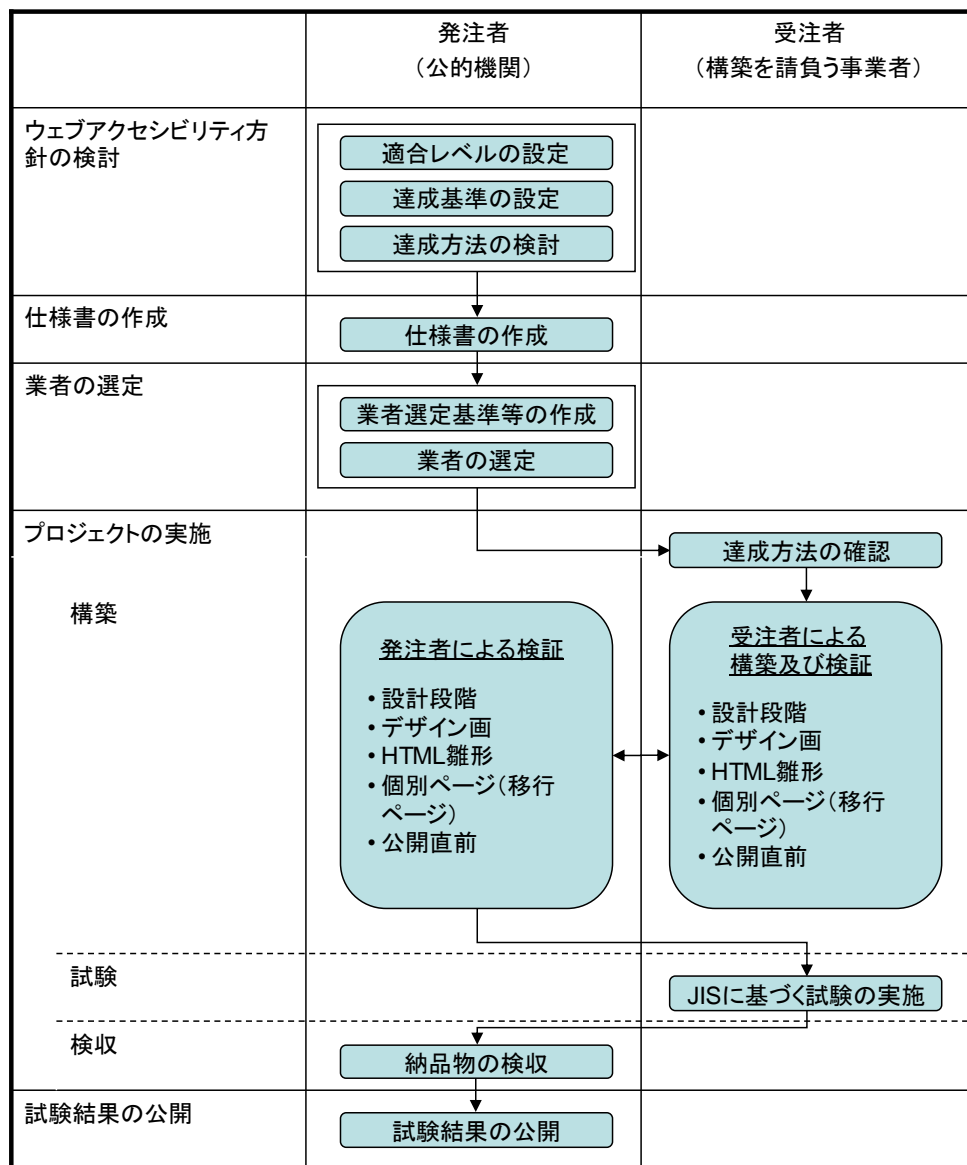 発注者
（公的機関）
受注者
（構築を請負う事業者）
ウェブアクセシビリティ方
針の検討
適合レベルの設定
達成基準の設定
達成方法の検討
仕様書の作成
仕様書の作成
業者の選定
業者選定基準等の作成
業者の選定
プロジェクトの実施
達成方法の確認
構築
発注者による検証
• 設計段階
• デザイン画
• HTML雛形
• 個別ページ（移行
ページ）
• 公開直前
受注者による
構築及び検証
• 設計段階
• デザイン画
• HTML雛形
• 個別ページ（移行
ページ）
• 公開直前
試験
JISに基づく試験の実施
検収
納品物の検収
試験結果の公開
試験結果の公開